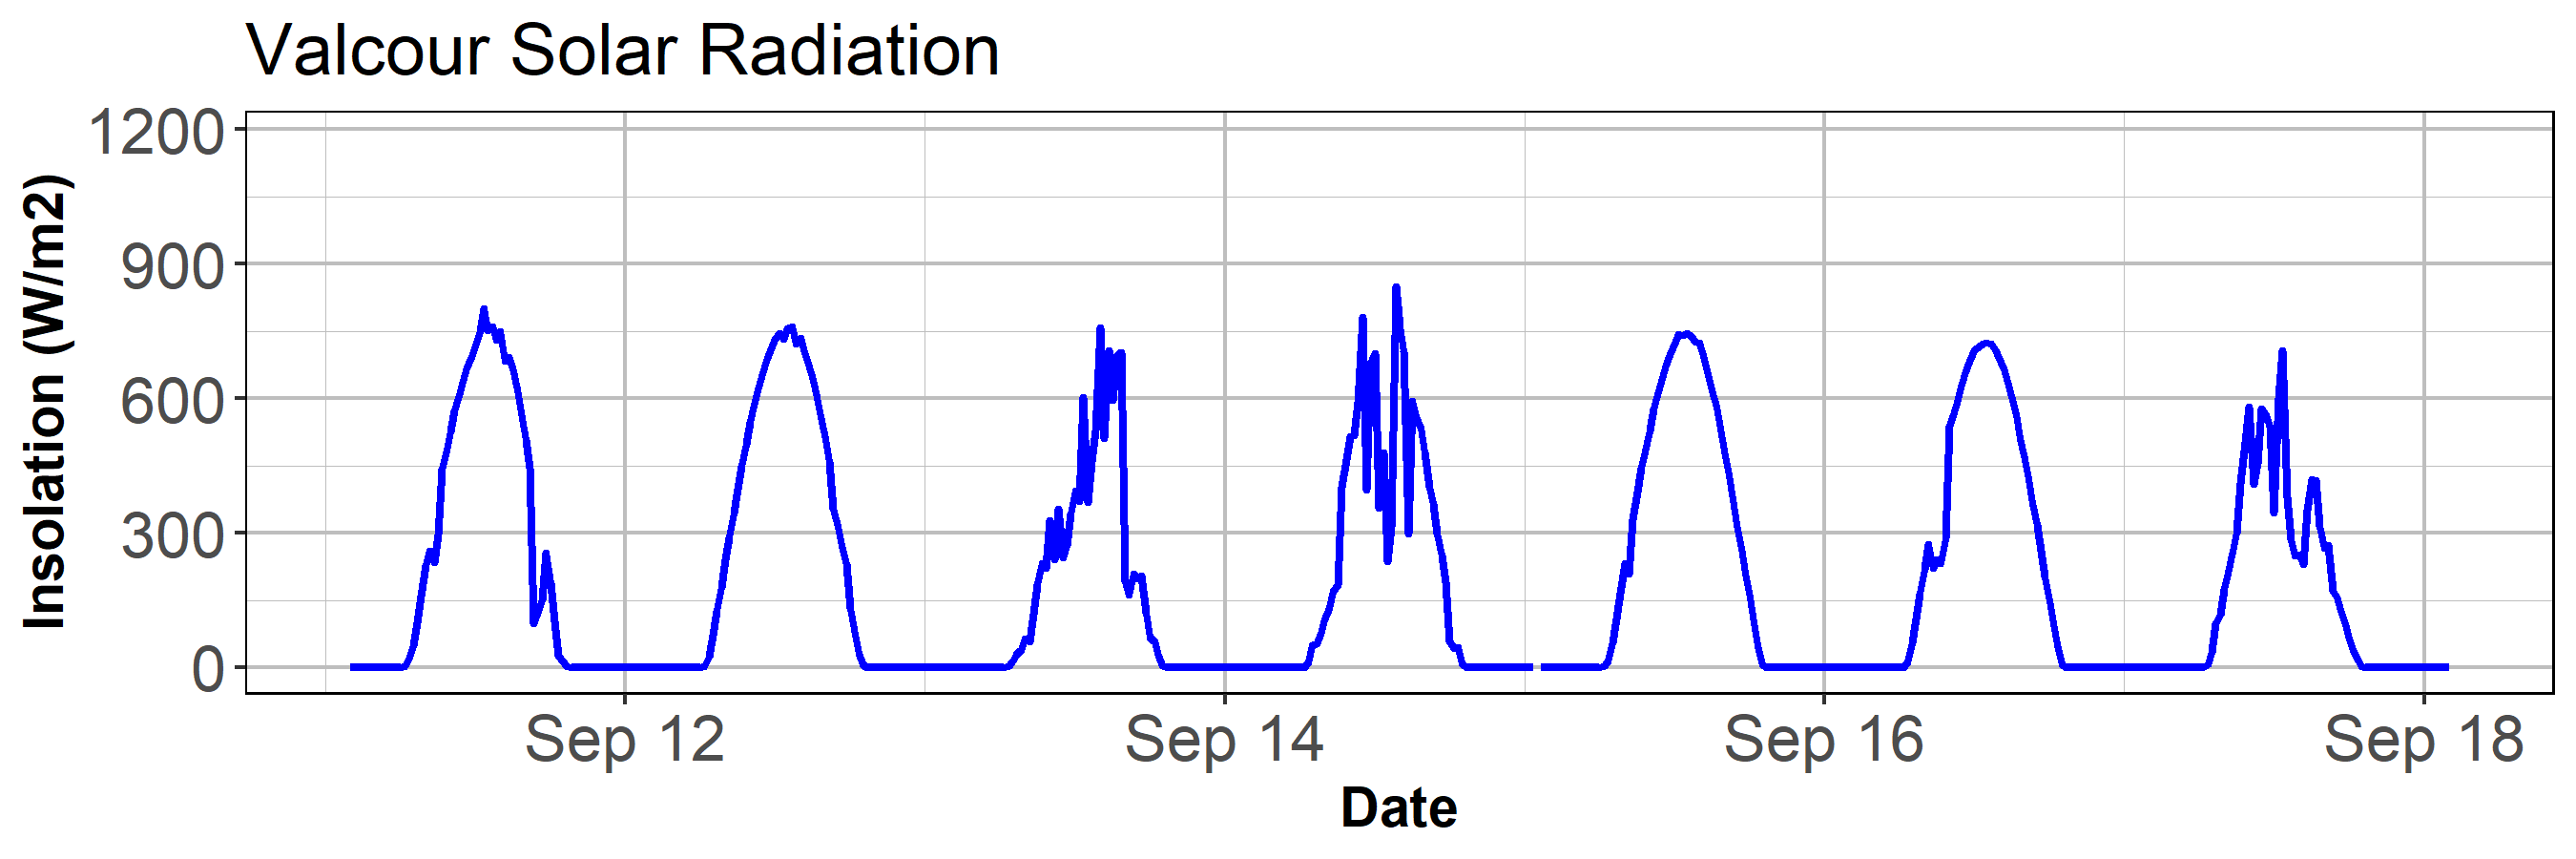 Valcour Solar Radiation
1200
900
600
300
0
Insolation (W/m2)
Sep 12
Sep 14
Sep 16
Sep 18
Date